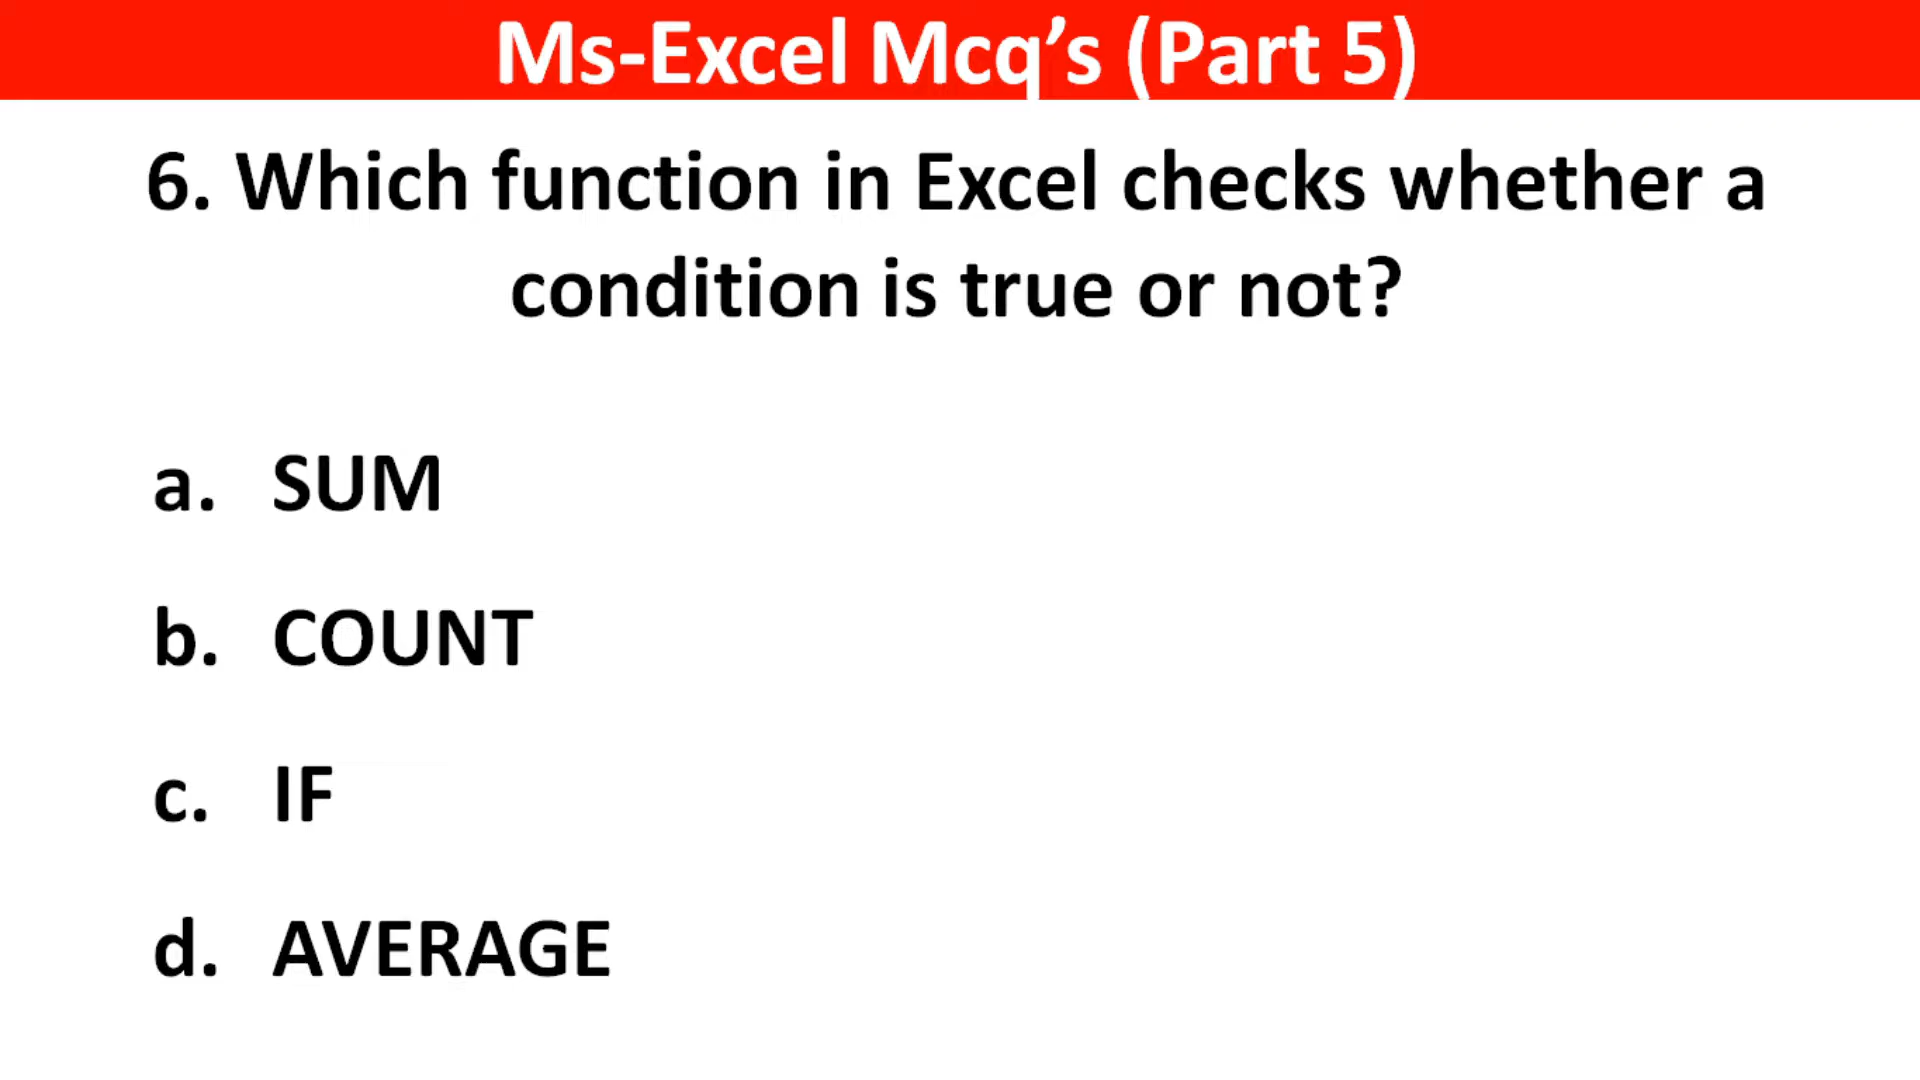 Ms-Excel Mcq’s (Part 5)
6. Which function in Excel checks whether a
condition is true or not?
a. SUM
b. COUNT
c. IF
d. AVERAGE